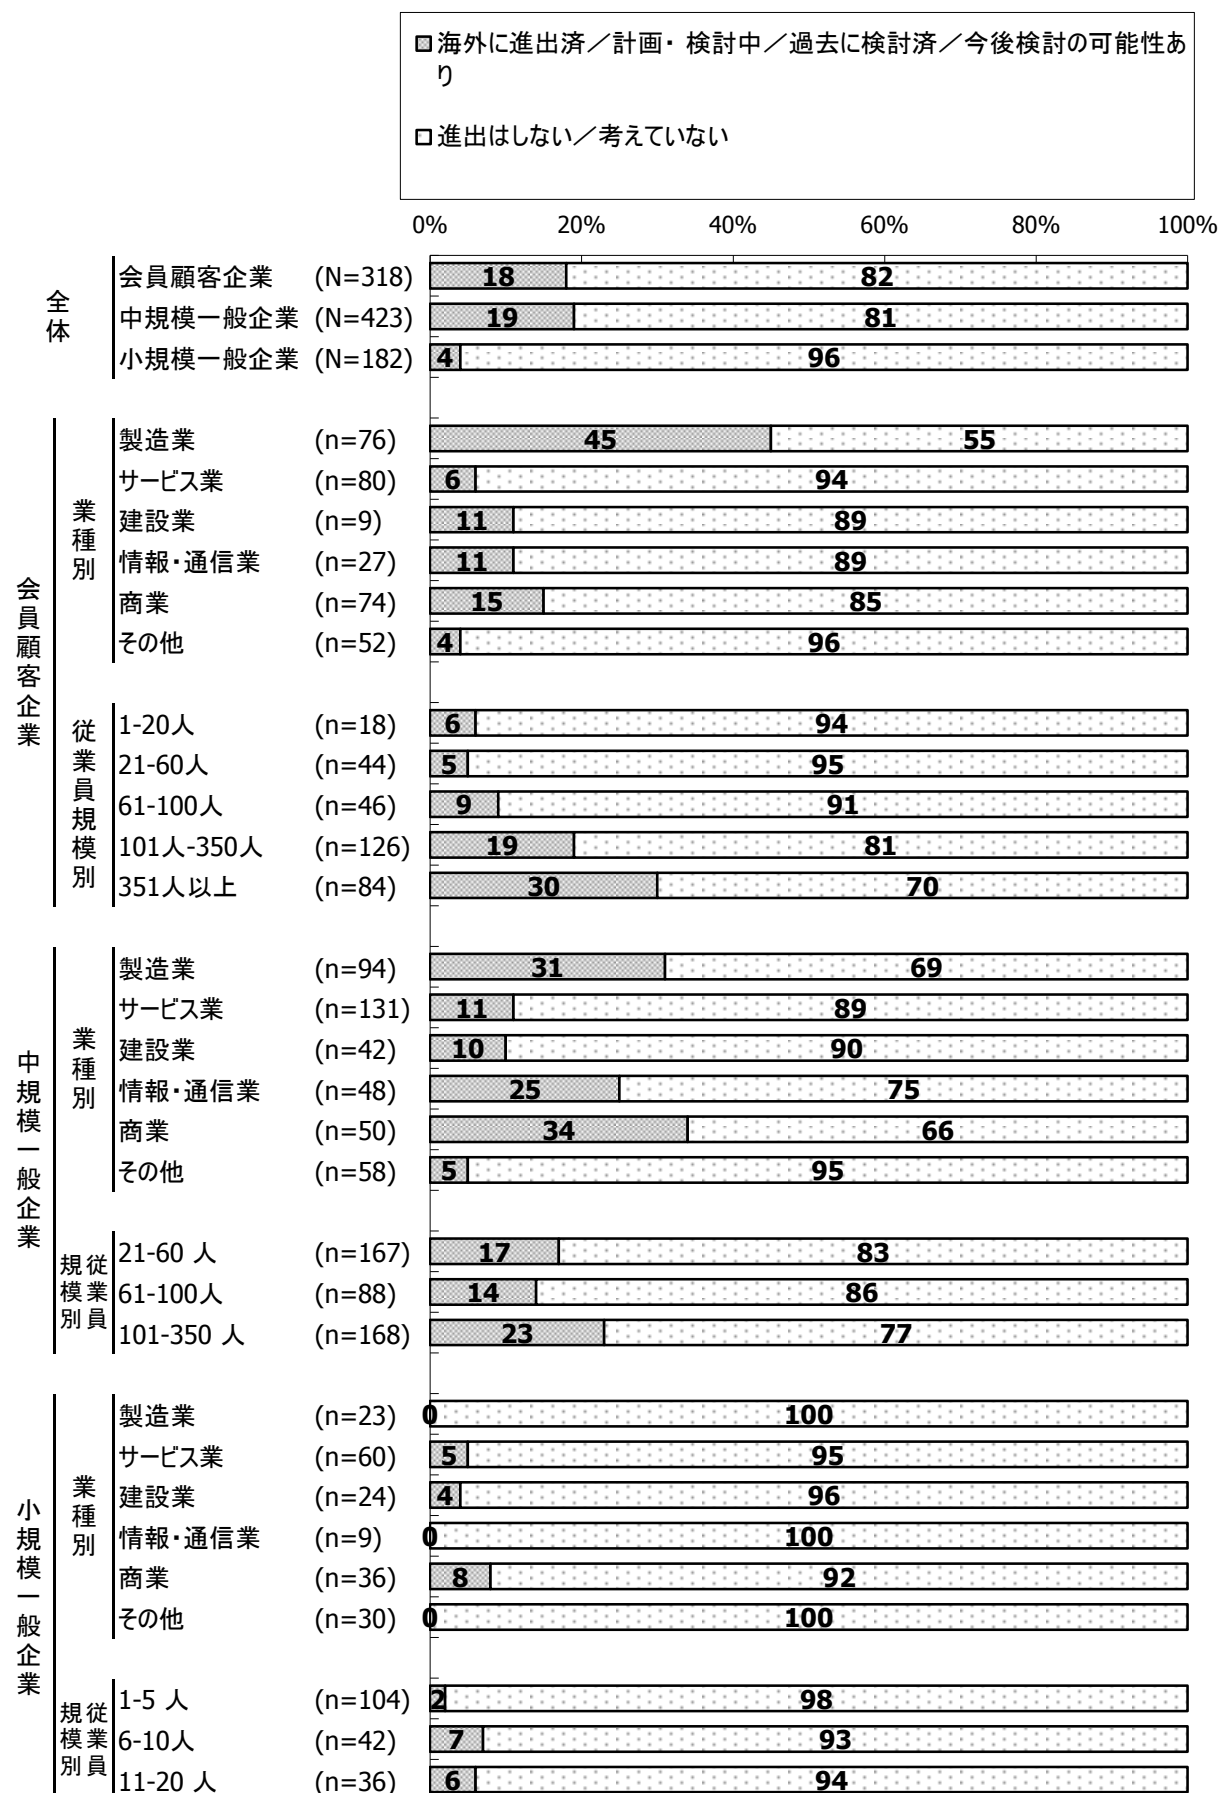 海外に進出済／計画・検討中／過去に検討済／今後検討の可能性あ
り
進出はしない／考えていない
0% 20% 40% 60% 80% 100%
全体
会員顧客企業 (N=318) 18 82
中規模一般企業 (N=423) 19 81
小規模一般企業 (N=182) 4 96
会員顧客企業
業種別
製造業 (n=76) 45 55
サービス業 (n=80) 6 94
建設業 (n=9) 11 89
情報・通信業 (n=27) 11 89
商業 (n=74) 15 85
その他 (n=52) 4 96
従業員規模別
1-20人 (n=18) 6 94
21-60人 (n=44) 5 95
61-100人 (n=46) 9 91
101人-350人 (n=126) 19 81
351人以上 (n=84) 30 70
中規模一般企業
業種別
製造業 (n=94) 31 69
サービス業 (n=131) 11 89
建設業 (n=42) 10 90
情報・通信業 (n=48) 25 75
商業 (n=50) 34 66
その他 (n=58) 5 95
従業員規模別
21-60 人 (n=167) 17 83
61-100人 (n=88) 14 86
101-350 人 (n=168) 23 77
小規模一般企業
業種別
製造業 (n=23) 0 100
サービス業 (n=60) 5 95
建設業 (n=24) 4 96
情報・通信業 (n=9) 0 100
商業 (n=36) 8 92
その他 (n=30) 0 100
従業員規模別
1-5 人 (n=104) 2 98
6-10人 (n=42) 7 93
11-20 人 (n=36) 6 94